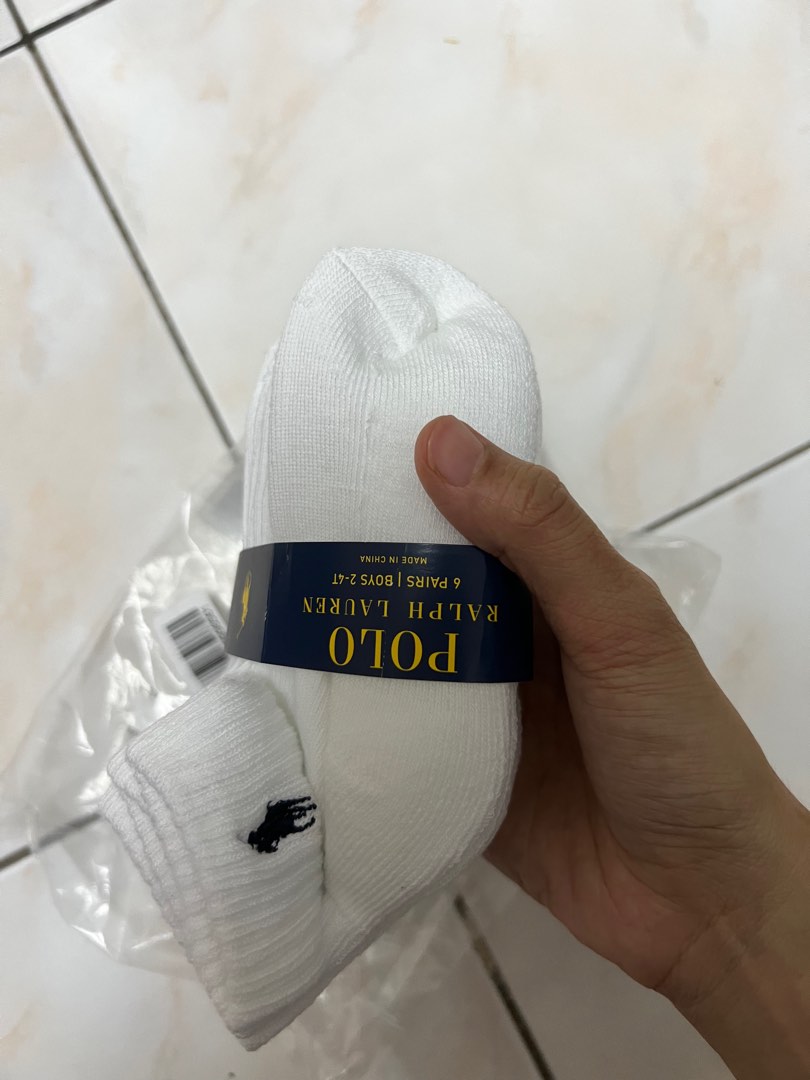 POLO
RALPH LAUREN
6 PAIRS | BOYS 2-4T
MADE IN CHINA